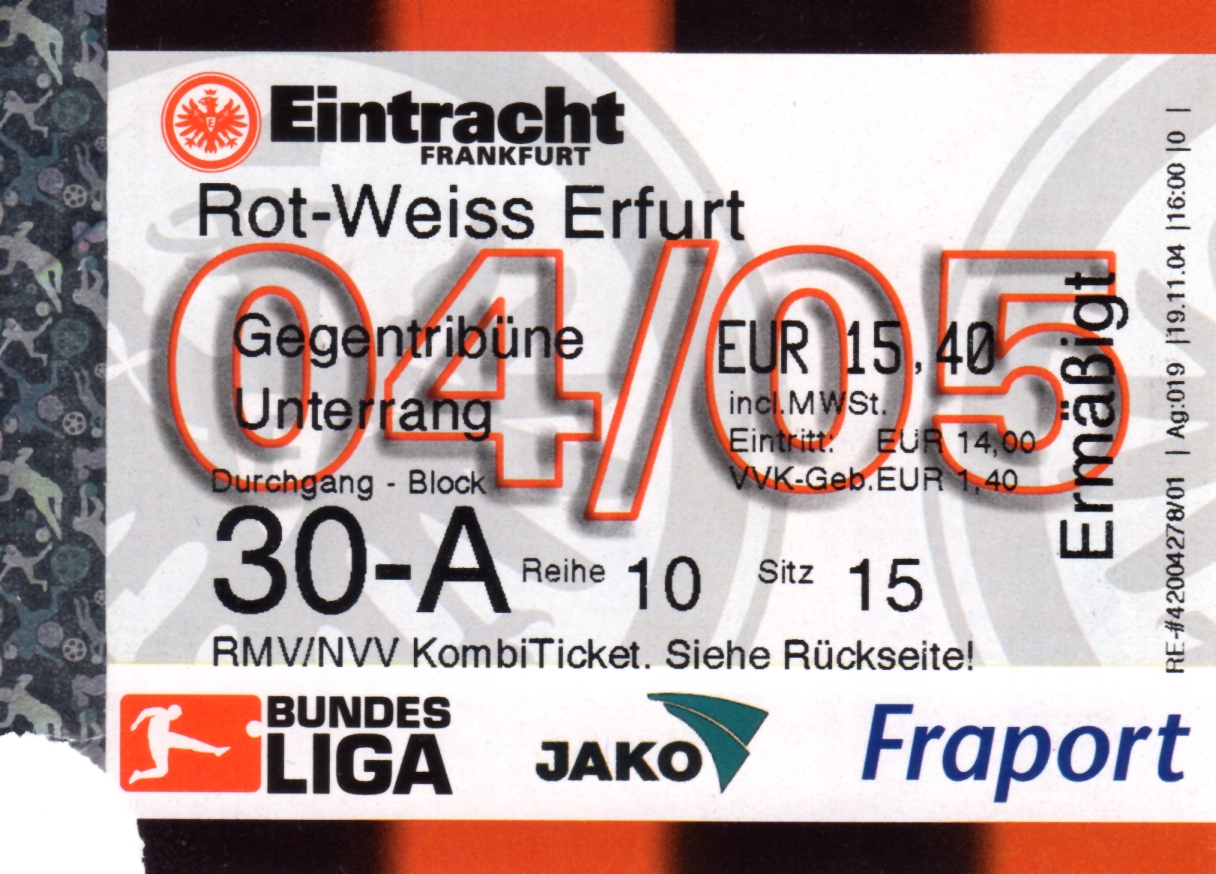 Eintracht
FRANKFURT
Rot-Weiss Erfurt
04/05
Gegentribüne
Unterrang
EUR 15,40
incl.MWSt.
Eintritt: EUR 14,00
VVK-Geb.EUR 1,40
Ermäßigt
Durchgang - Block
30-A Reihe 10 Sitz 15
RMV/NVV KombiTicket. Siehe Rückseite!
RE-#42004278/01 | Ag:019 |19.11.04 |16:00 |0 |
BUNDES
LIGA
JAKO
Fraport